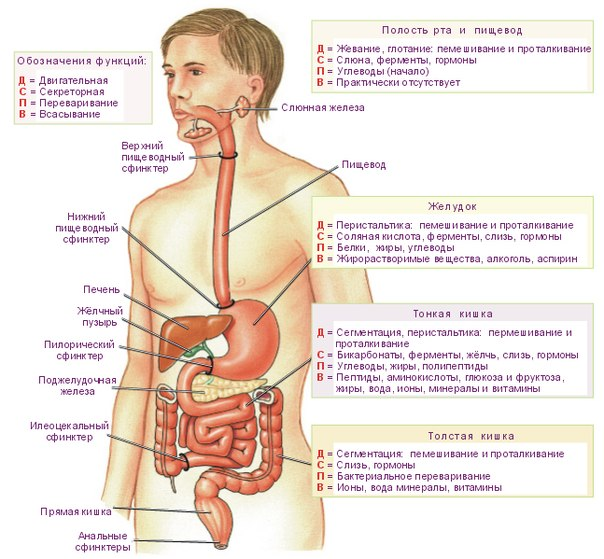 Обозначения функций:
Д = Двигательная
С = Секреторная
П = Переваривание
В = Всасывание
Полость рта и пищевод
Д = Жевание, глотание: пемешивание и проталкивание
С = Слюна, ферменты, гормоны
П = Углеводы (начало)
В = Практически отсутствует
Слюнная железа
Верхний
пищеводный
сфинктер
Пищевод
Нижний
пищеводный
сфинктер
Желудок
Д = Перистальтика: пемешивание и проталкивание
С = Соляная кислота, ферменты, слизь, гормоны
П = Белки, жиры, углеводы
В = Жирорастворимые вещества, алкоголь, аспирин
Печень
Жёлчный
пузырь
Пилорический
сфинктер
Поджелудочная
железа
Тонкая кишка
Д = Сегментация, перистальтика: пермешивание и
проталкивание
С = Бикарбонаты, ферменты, жёлчь, слизь, гормоны
П = Углеводы, жиры, полипептиды
В = Пептиды, аминокислоты, глюкоза и фруктоза,
жиры, вода, ионы, минералы и витамины
Илеоцекальный
сфинктер
Толстая кишка
Д = Сегментация: пемешивание и проталкивание
С = Слизь, гормоны
П = Бактериальное переваривание
В = Ионы, вода минералы, витамины
Прямая кишка
Анальные
сфинктеры